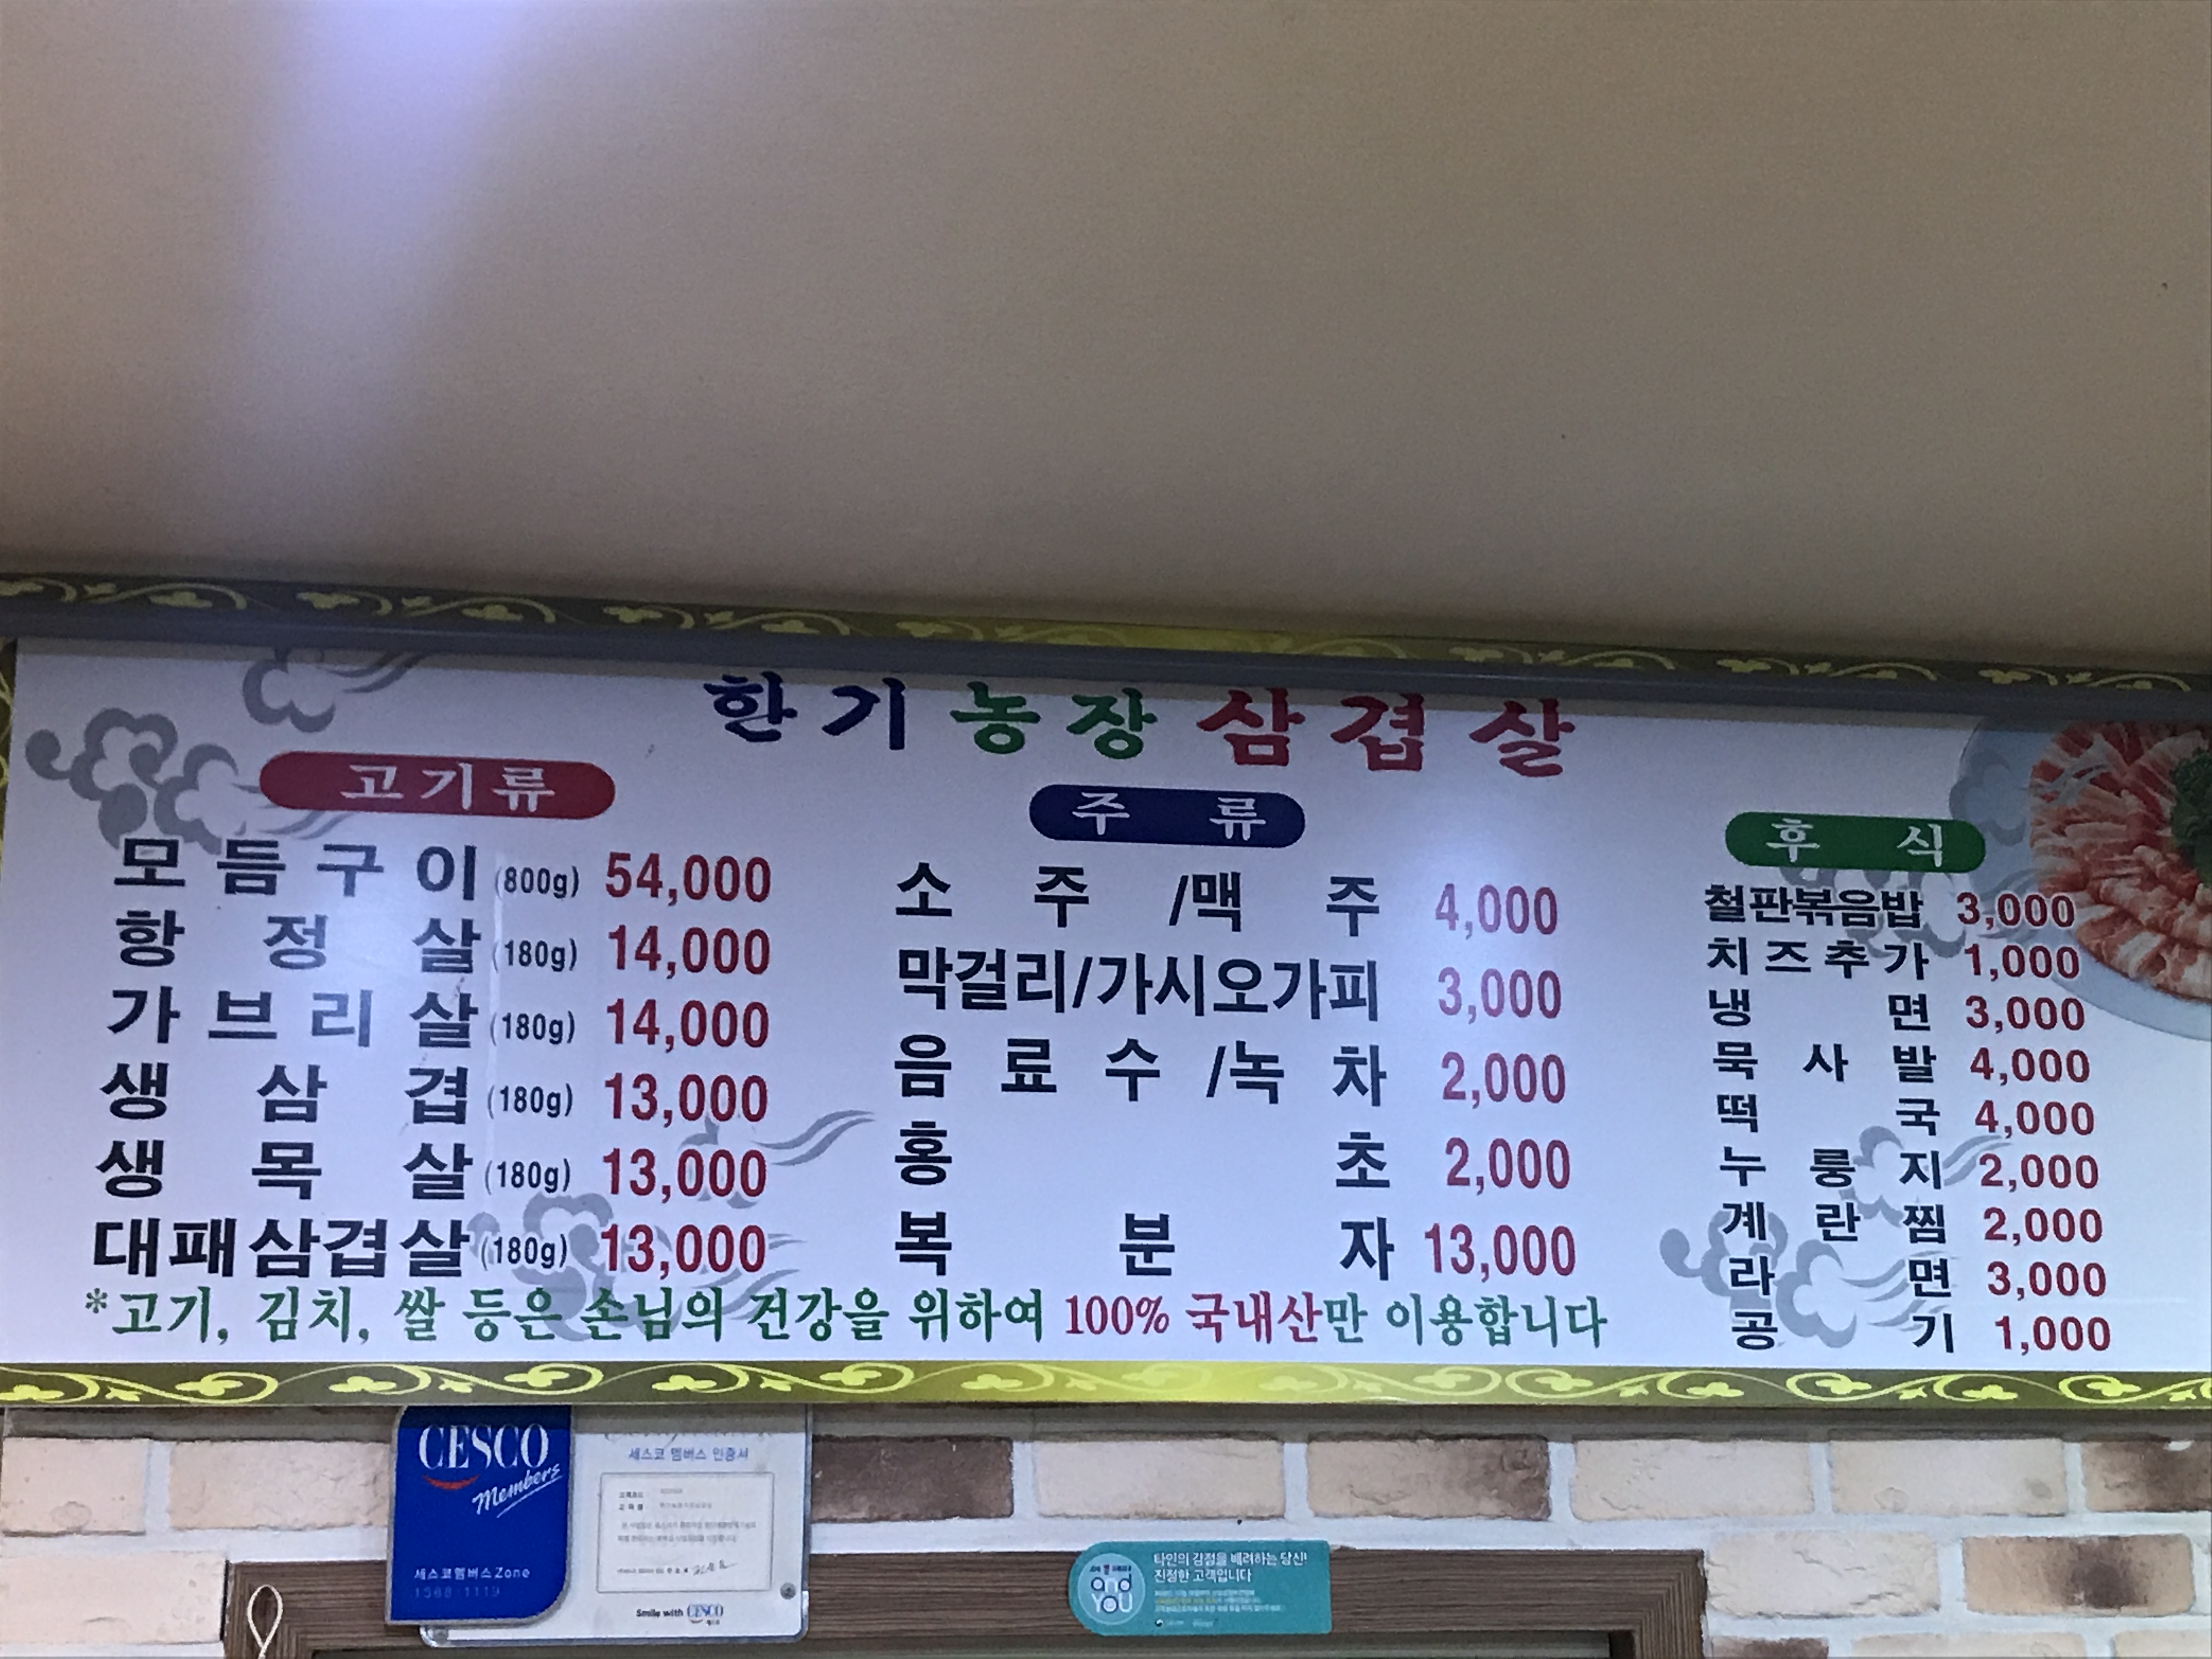 한기농장삼겹살
고기류
모듬구이(800g) 54,000
항정살(180g) 14,000
가브리살(180g) 14,000
생삼겹(180g) 13,000
생목살(180g) 13,000
대패삼겹살(180g) 13,000
주류
소주/맥주 4,000
막걸리/가시오가피 3,000
음료수/녹차 2,000
홍초 2,000
복분자 13,000
후식
철판볶음밥 3,000
치즈추가 1,000
냉면 3,000
묵사발 4,000
떡국 4,000
누룽지 2,000
계란찜 2,000
라면 3,000
공기 1,000
*고기, 김치, 쌀 등은 손님의 건강을 위하여 100% 국내산만 이용합니다
CESCO
Members
세스코멤버스Zone
1588-1119
세스코 멤버스 인증서
Smile with CESCO
and
YOU
타인의 감정을 배려하는 당신!
진정한 고객입니다